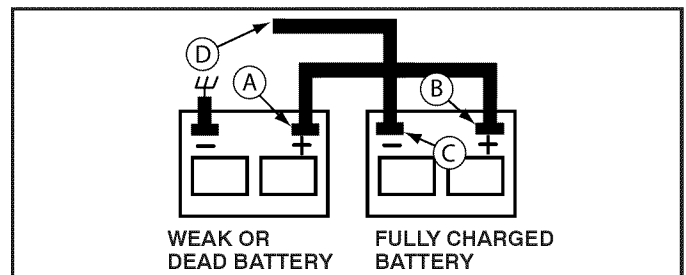 D
A
B
C
- +
- +
WEAK OR
DEAD BATTERY
FULLY CHARGED
BATTERY